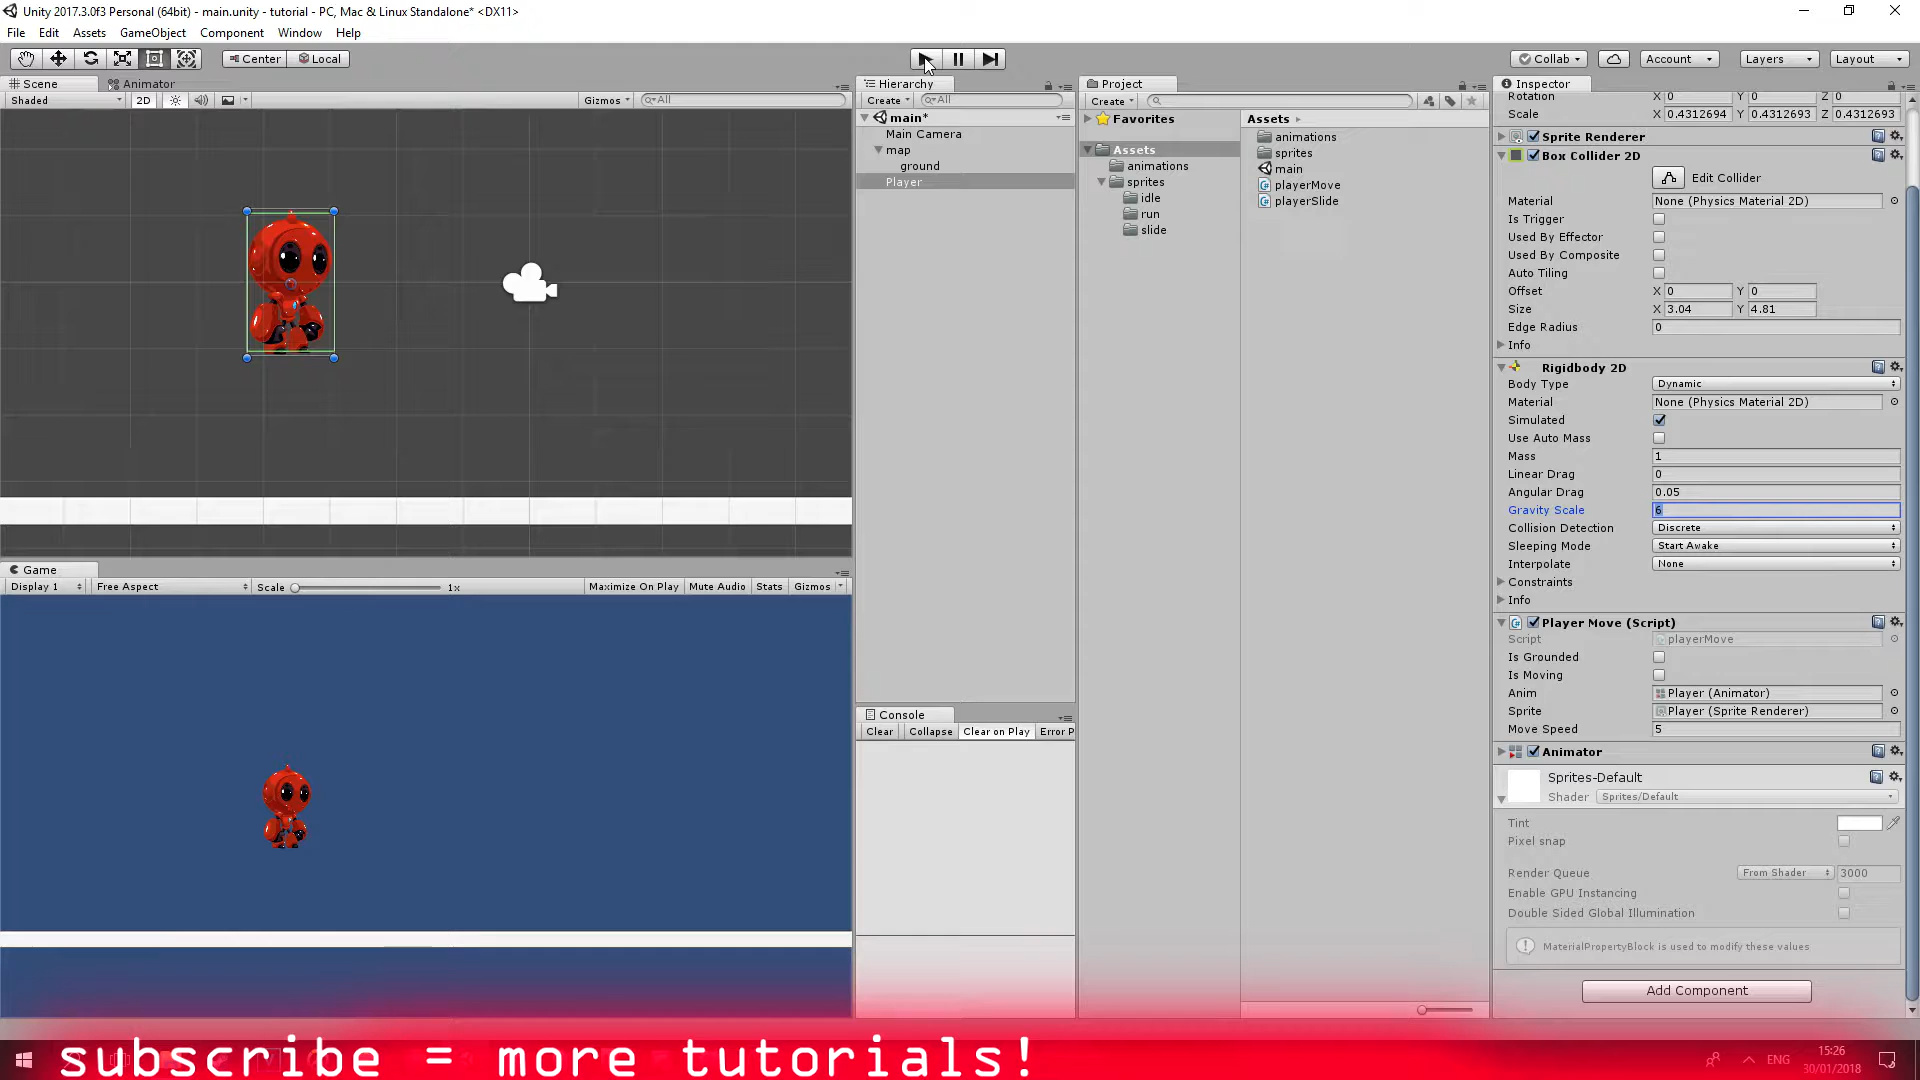 Unity 2017.3.0f3 Personal (64bit) - main.unity - tutorial - PC, Mac & Linux Standalone* <DX11>
File Edit Assets GameObject Component Window Help
Center Local
Collab Account Layers Layout
Scene Animator
Shaded 2D Gizmos All
Hierarchy
Create All
main*
Main Camera
map
ground
Player
Project
Create
Favorites
Assets
animations
sprites
idle
run
slide
Assets
animations
sprites
main
playerMove
playerSlide
Inspector
Rotation X 0 Y 0 Z 0
Scale X 0.4312694 Y 0.4312693 Z 0.4312693
Sprite Renderer
Box Collider 2D
Edit Collider
Material None (Physics Material 2D)
Is Trigger
Used By Effector
Used By Composite
Auto Tiling
Offset X 0 Y 0
Size X 3.04 Y 4.81
Edge Radius 0
Info
Rigidbody 2D
Body Type Dynamic
Material None (Physics Material 2D)
Simulated
Use Auto Mass
Mass 1
Linear Drag 0
Angular Drag 0.05
Gravity Scale 6
Collision Detection Discrete
Sleeping Mode Start Awake
Interpolate None
Constraints
Info
Player Move (Script)
Script playerMove
Is Grounded
Is Moving
Anim Player (Animator)
Sprite Player (Sprite Renderer)
Move Speed 5
Animator
Sprites-Default
Shader Sprites/Default
Tint
Pixel snap
Render Queue From Shader 3000
Enable GPU Instancing
Double Sided Global Illumination
MaterialPropertyBlock is used to modify these values
Add Component
Game
Display 1 Free Aspect Scale 1x Maximize On Play Mute Audio Stats Gizmos
Console
Clear Collapse Clear on Play Error P
subscribe = more tutorials!
ENG
15:26
30/01/2018